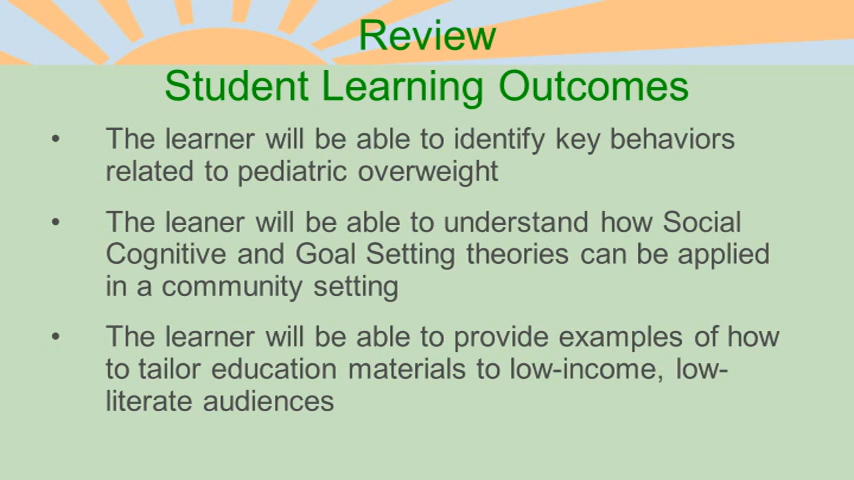 Review
Student Learning Outcomes
• The learner will be able to identify key behaviors
related to pediatric overweight
• The leaner will be able to understand how Social
Cognitive and Goal Setting theories can be applied
in a community setting
• The learner will be able to provide examples of how
to tailor education materials to low-income, low-
literate audiences